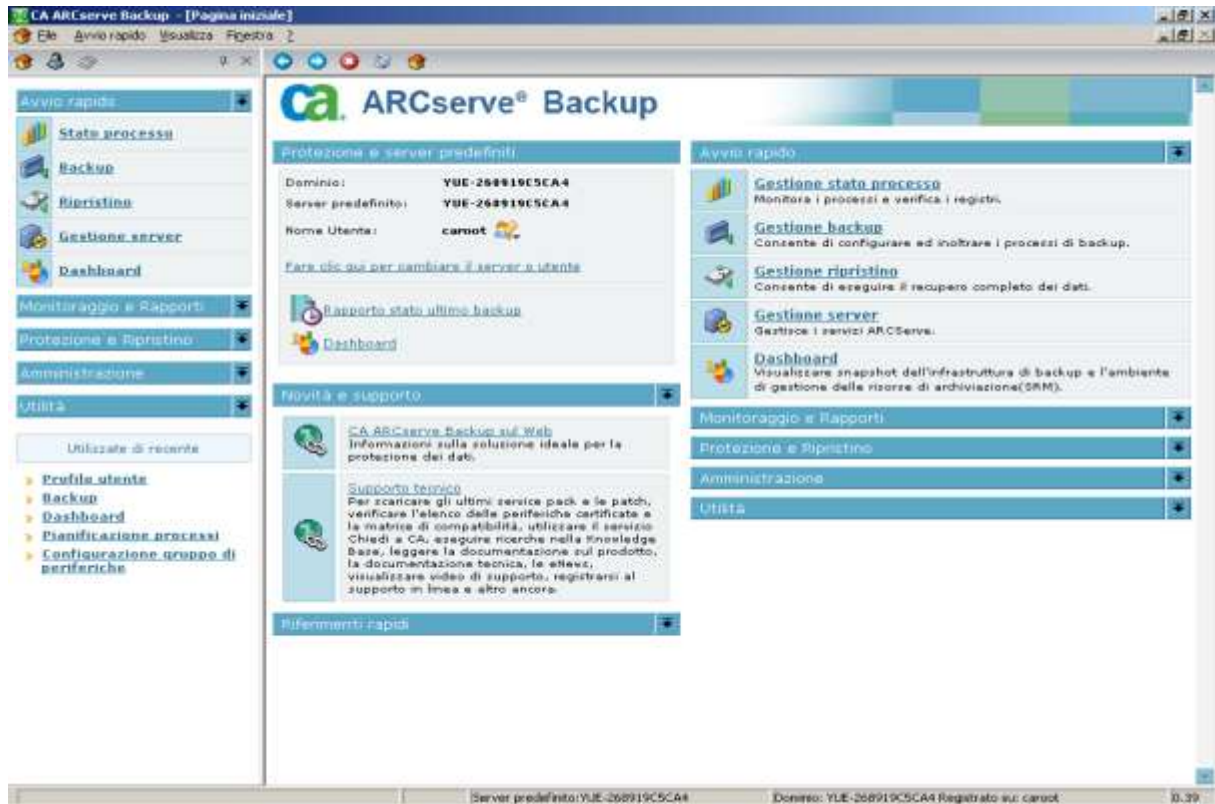 CA ARCserve Backup - [Pagina iniziale]
File Avvio rapido Visualizza Finestra ?
Avvio rapido
Stato processo
Backup
Ripristino
Gestione server
Dashboard
Monitoraggio e Rapporti
Protezione e Ripristino
Amministrazione
Utilità
Utilizzate di recente
Profilo utente
Backup
Dashboard
Pianificazione processi
Configurazione gruppo di
periferiche
ca. ARCserve® Backup
Protezione e server predefiniti
Dominio: YUE-268919C5CA4
Server predefinito: YUE-268919C5CA4
Nome Utente: caroot
Fare clic qui per cambiare il server o utente
Rapporto stato ultimo backup
Dashboard
Novità e supporto
CA ARCserve Backup sul Web
Informazioni sulla soluzione ideale per la
protezione dei dati.
Supporto tecnico
Per scaricare gli ultimi service pack e le patch,
verificare l'elenco delle periferiche certificate e
la matrice di compatibilità, utilizzare il servizio
Chiedi a CA, eseguire ricerche nella Knowledge
Base, leggere la documentazione sul prodotto,
la documentazione tecnica, le eNews,
visualizzare video di supporto, registrarsi al
supporto in linea e altro ancora.
Riferimenti rapidi
Avvio rapido
Gestione stato processo
Monitora i processi e verifica i registri.
Gestione backup
Consente di configurare ed inoltrare i processi di backup.
Gestione ripristino
Consente di eseguire il recupero completo dei dati.
Gestione server
Gestisce i servizi ARCServe.
Dashboard
Visualizzare snapshot dell'infrastruttura di backup e l'ambiente
di gestione delle risorse di archiviazione(SRM).
Monitoraggio e Rapporti
Protezione e Ripristino
Amministrazione
Utilità
Server predefinito:YUE-268919C5CA4 Dominio: YUE-268919C5CA4 Registrato su: caroot 0.39